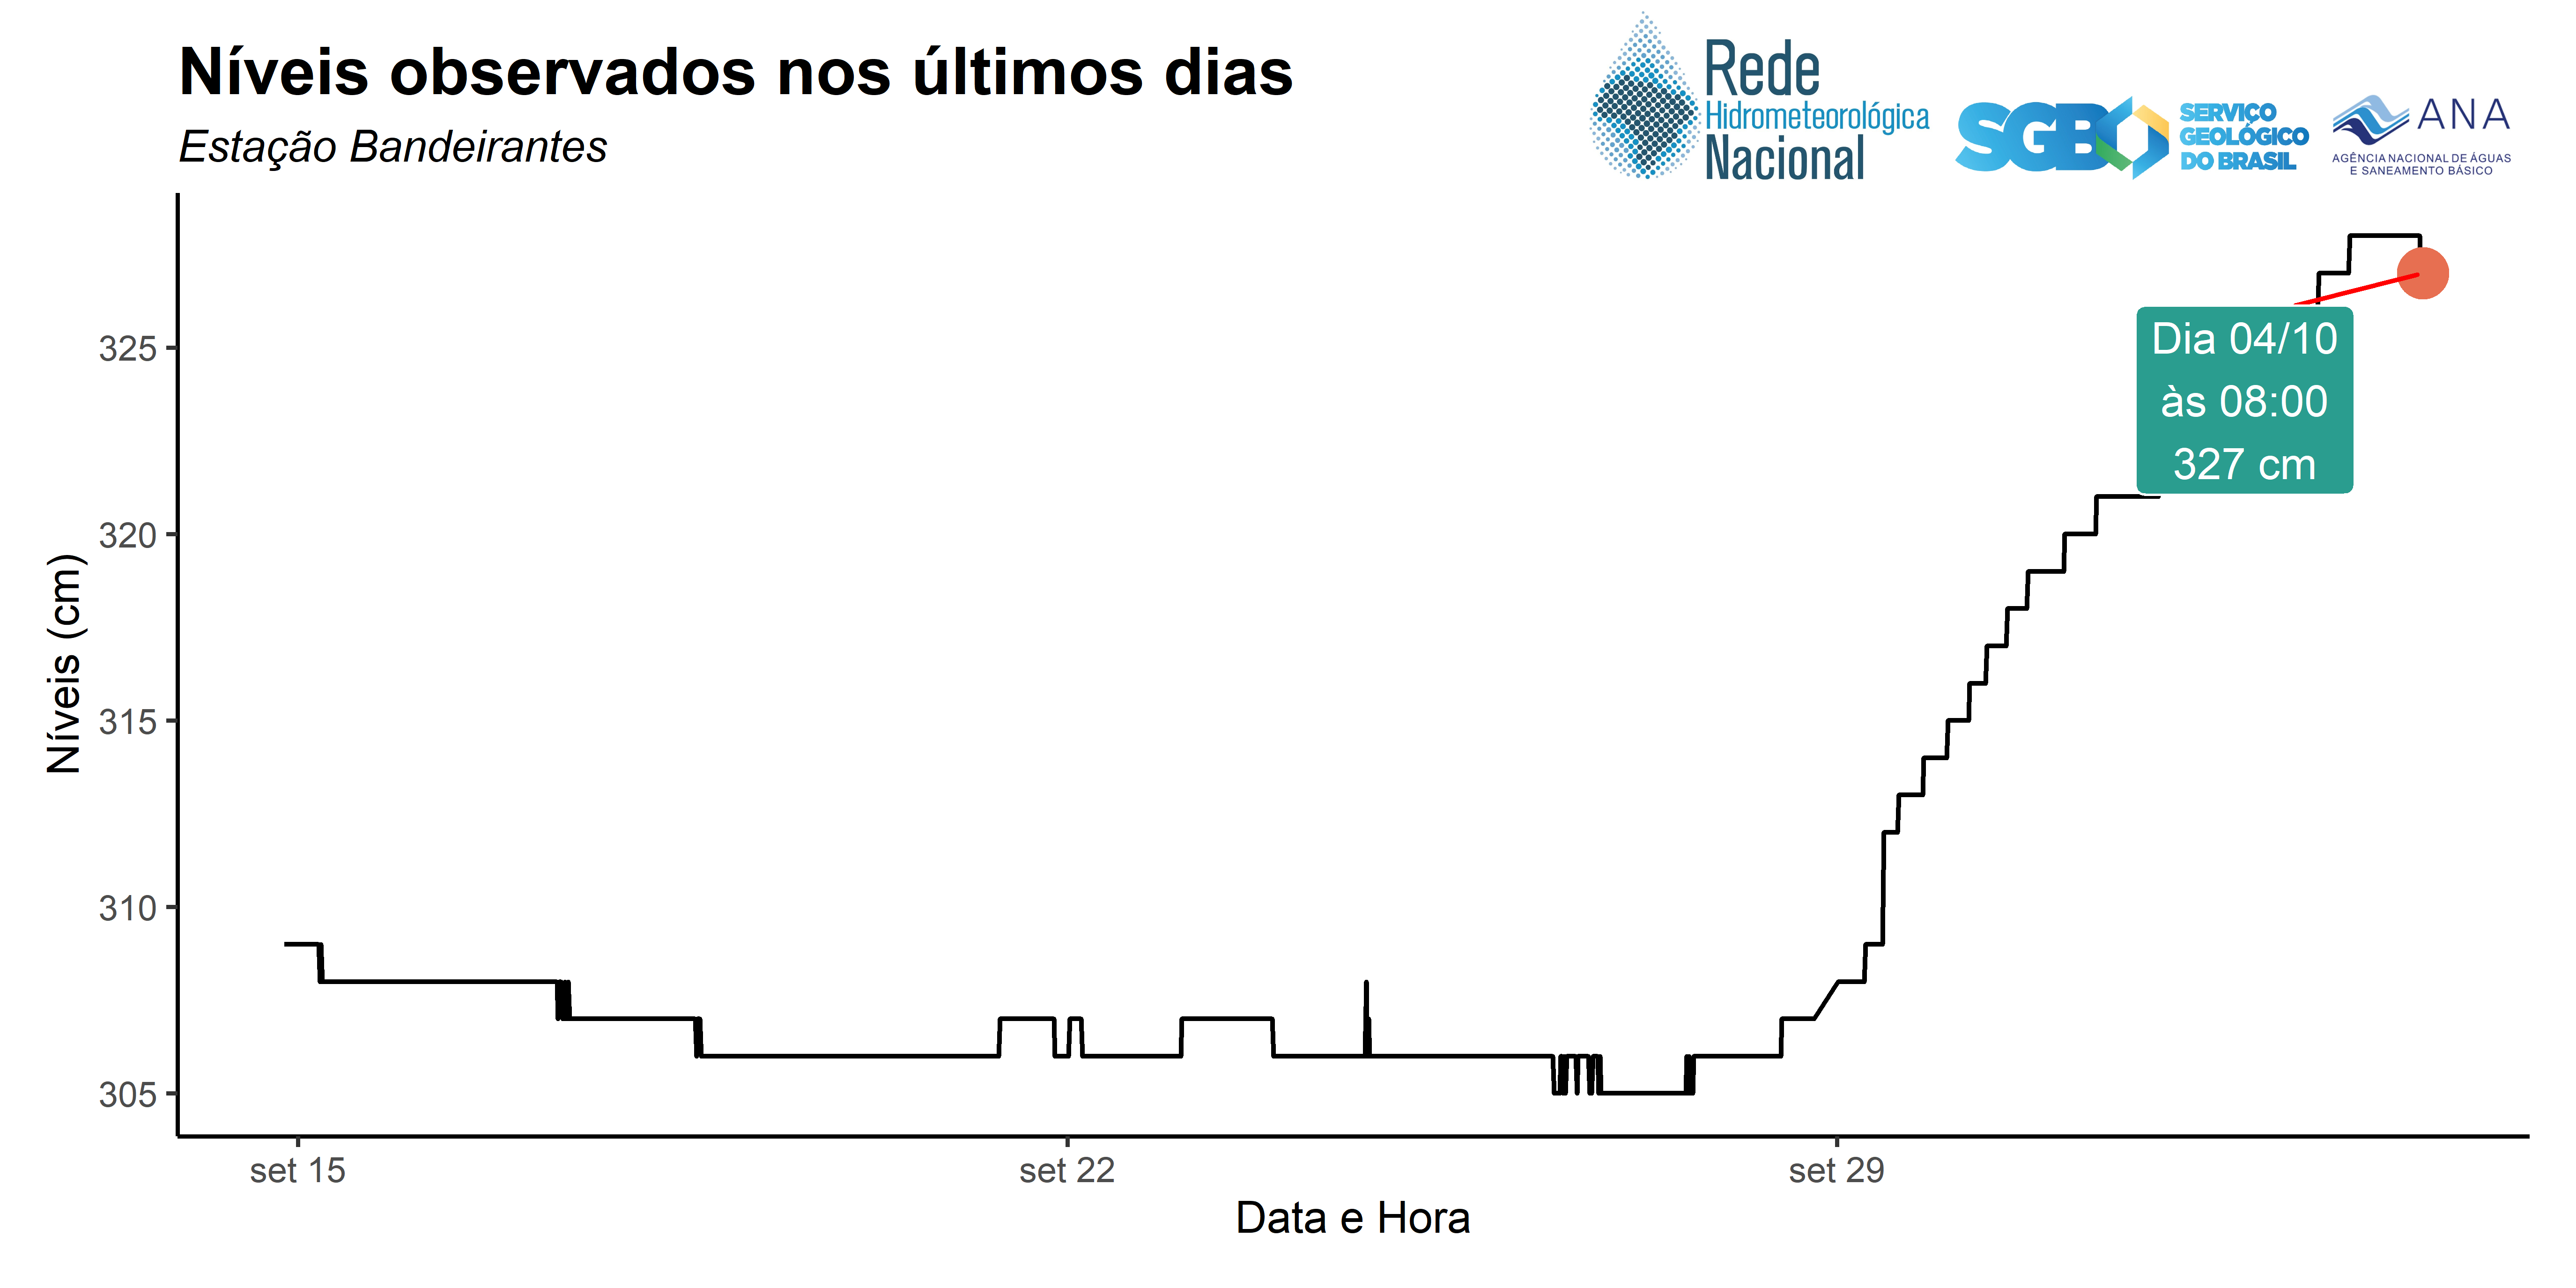 Níveis observados nos últimos dias
Estação Bandeirantes
Rede
Hidrometeorológica
Nacional
SGB
SERVIÇO
GEOLÓGICO
DO BRASIL
ANA
AGÊNCIA NACIONAL DE ÁGUAS
E SANEAMENTO BÁSICO
Níveis (cm)
325
320
315
310
305
Dia 04/10
às 08:00
327 cm
set 15
set 22
set 29
Data e Hora